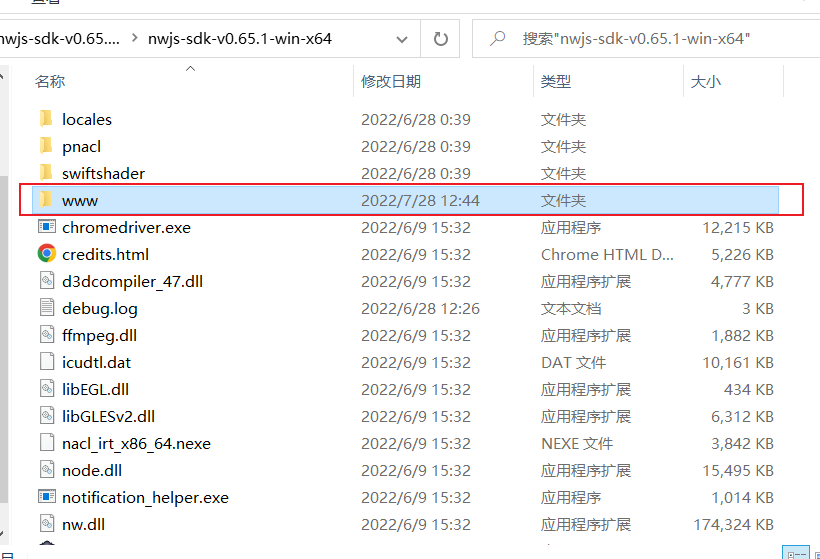 nwjs-sdk-v0.65.... > nwjs-sdk-v0.65.1-win-x64 搜索"nwjs-sdk-v0.65.1-win-x64"
名称 修改日期 类型 大小
locales 2022/6/28 0:39 文件夹
pnacl 2022/6/28 0:39 文件夹
swiftshader 2022/6/28 0:39 文件夹
www 2022/7/28 12:44 文件夹
chromedriver.exe 2022/6/9 15:32 应用程序 12,215 KB
credits.html 2022/6/9 15:32 Chrome HTML D... 5,226 KB
d3dcompiler_47.dll 2022/6/9 15:32 应用程序扩展 4,777 KB
debug.log 2022/6/28 12:26 文本文档 3 KB
ffmpeg.dll 2022/6/9 15:32 应用程序扩展 1,882 KB
icudtl.dat 2022/6/9 15:32 DAT 文件 10,161 KB
libEGL.dll 2022/6/9 15:32 应用程序扩展 434 KB
libGLESv2.dll 2022/6/9 15:32 应用程序扩展 6,312 KB
nacl_irt_x86_64.nexe 2022/6/9 15:32 NEXE 文件 3,842 KB
node.dll 2022/6/9 15:32 应用程序扩展 15,495 KB
notification_helper.exe 2022/6/9 15:32 应用程序 1,014 KB
nw.dll 2022/6/9 15:32 应用程序扩展 174,324 KB